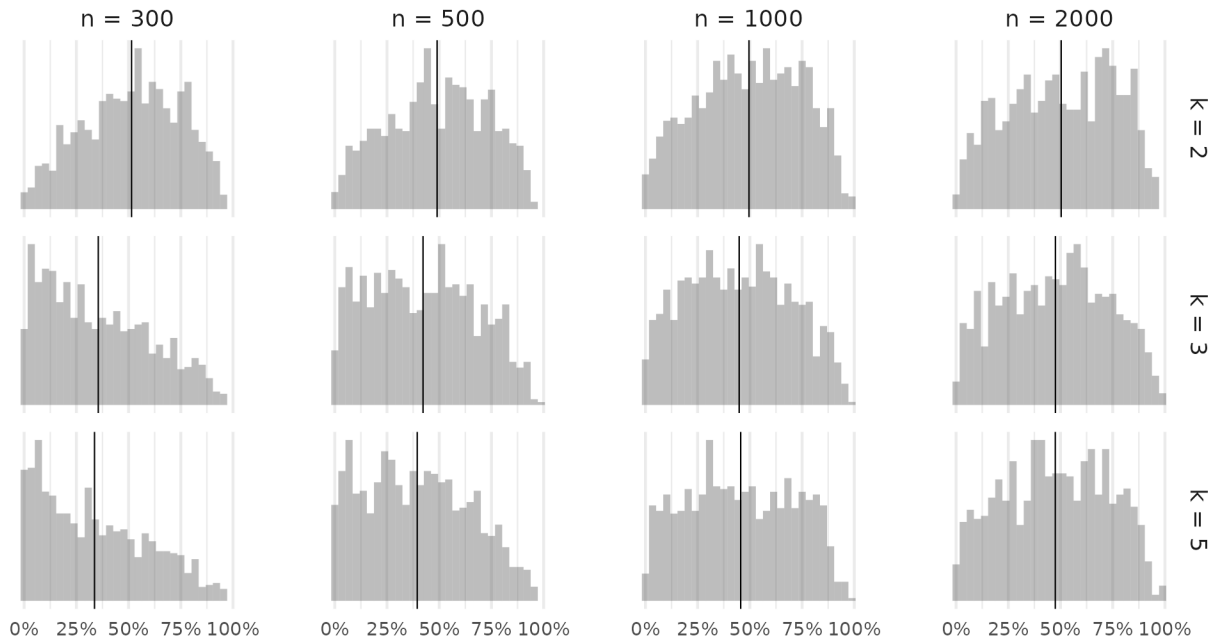 n = 300
n = 500
n = 1000
n = 2000
k = 2
k = 3
k = 5
0% 25% 50% 75% 100%
0% 25% 50% 75% 100%
0% 25% 50% 75% 100%
0% 25% 50% 75% 100%